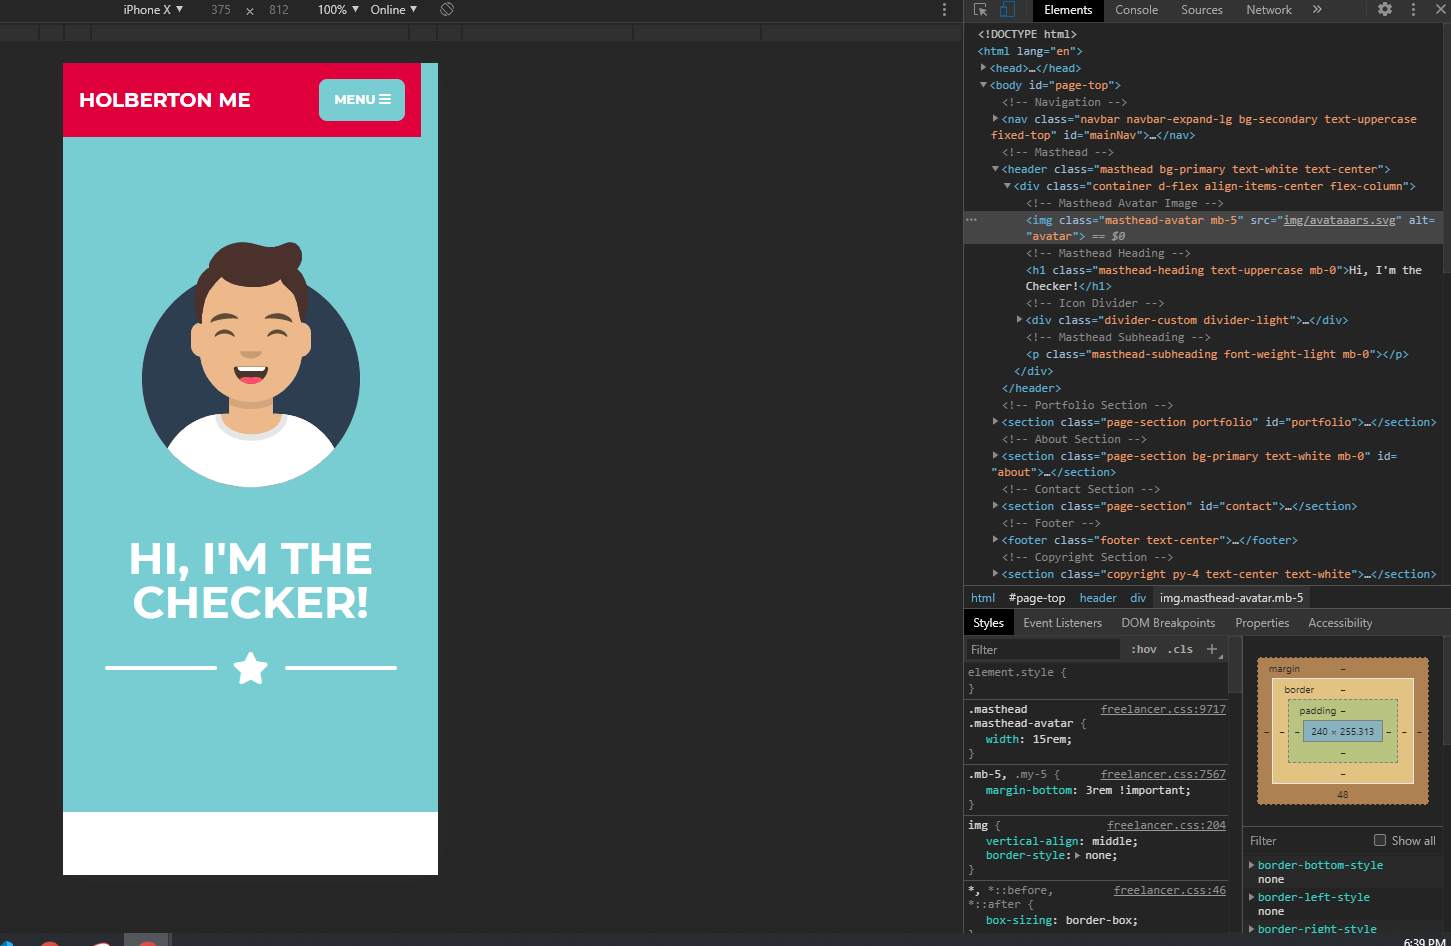 iPhone X ▼ 375 × 812 100% ▼ Online ▼
HOLBERTON ME
MENU
HI, I'M THE
CHECKER!
Elements Console Sources Network »
<!DOCTYPE html>
<html lang="en">
<head>…</head>
<body id="page-top">
<!-- Navigation -->
<nav class="navbar navbar-expand-lg bg-secondary text-uppercase
fixed-top" id="mainNav">…</nav>
<!-- Masthead -->
<header class="masthead bg-primary text-white text-center">
<div class="container d-flex align-items-center flex-column">
<!-- Masthead Avatar Image -->
<img class="masthead-avatar mb-5" src="img/avataaars.svg" alt=
"avatar"> == $0
<!-- Masthead Heading -->
<h1 class="masthead-heading text-uppercase mb-0">Hi, I'm the
Checker!</h1>
<!-- Icon Divider -->
<div class="divider-custom divider-light">…</div>
<!-- Masthead Subheading -->
<p class="masthead-subheading font-weight-light mb-0"></p>
</div>
</header>
<!-- Portfolio Section -->
<section class="page-section portfolio" id="portfolio">…</section>
<!-- About Section -->
<section class="page-section bg-primary text-white mb-0" id=
"about">…</section>
<!-- Contact Section -->
<section class="page-section" id="contact">…</section>
<!-- Footer -->
<footer class="footer text-center">…</footer>
<!-- Copyright Section -->
<section class="copyright py-4 text-center text-white">…</section>
html #page-top header div img.masthead-avatar.mb-5
Styles Event Listeners DOM Breakpoints Properties Accessibility
Filter :hov .cls +
element.style {
}
.masthead freelancer.css:9717
.masthead-avatar {
width: 15rem;
}
.mb-5, .my-5 { freelancer.css:7567
margin-bottom: 3rem !important;
}
img { freelancer.css:204
vertical-align: middle;
border-style: none;
}
*, *::before, freelancer.css:46
*::after {
box-sizing: border-box;
}
margin –
border –
padding –
– – – 240 × 255.313 – – –
–
–
48
Filter Show all
border-bottom-style
none
border-left-style
none
border-right-style
6:39 PM